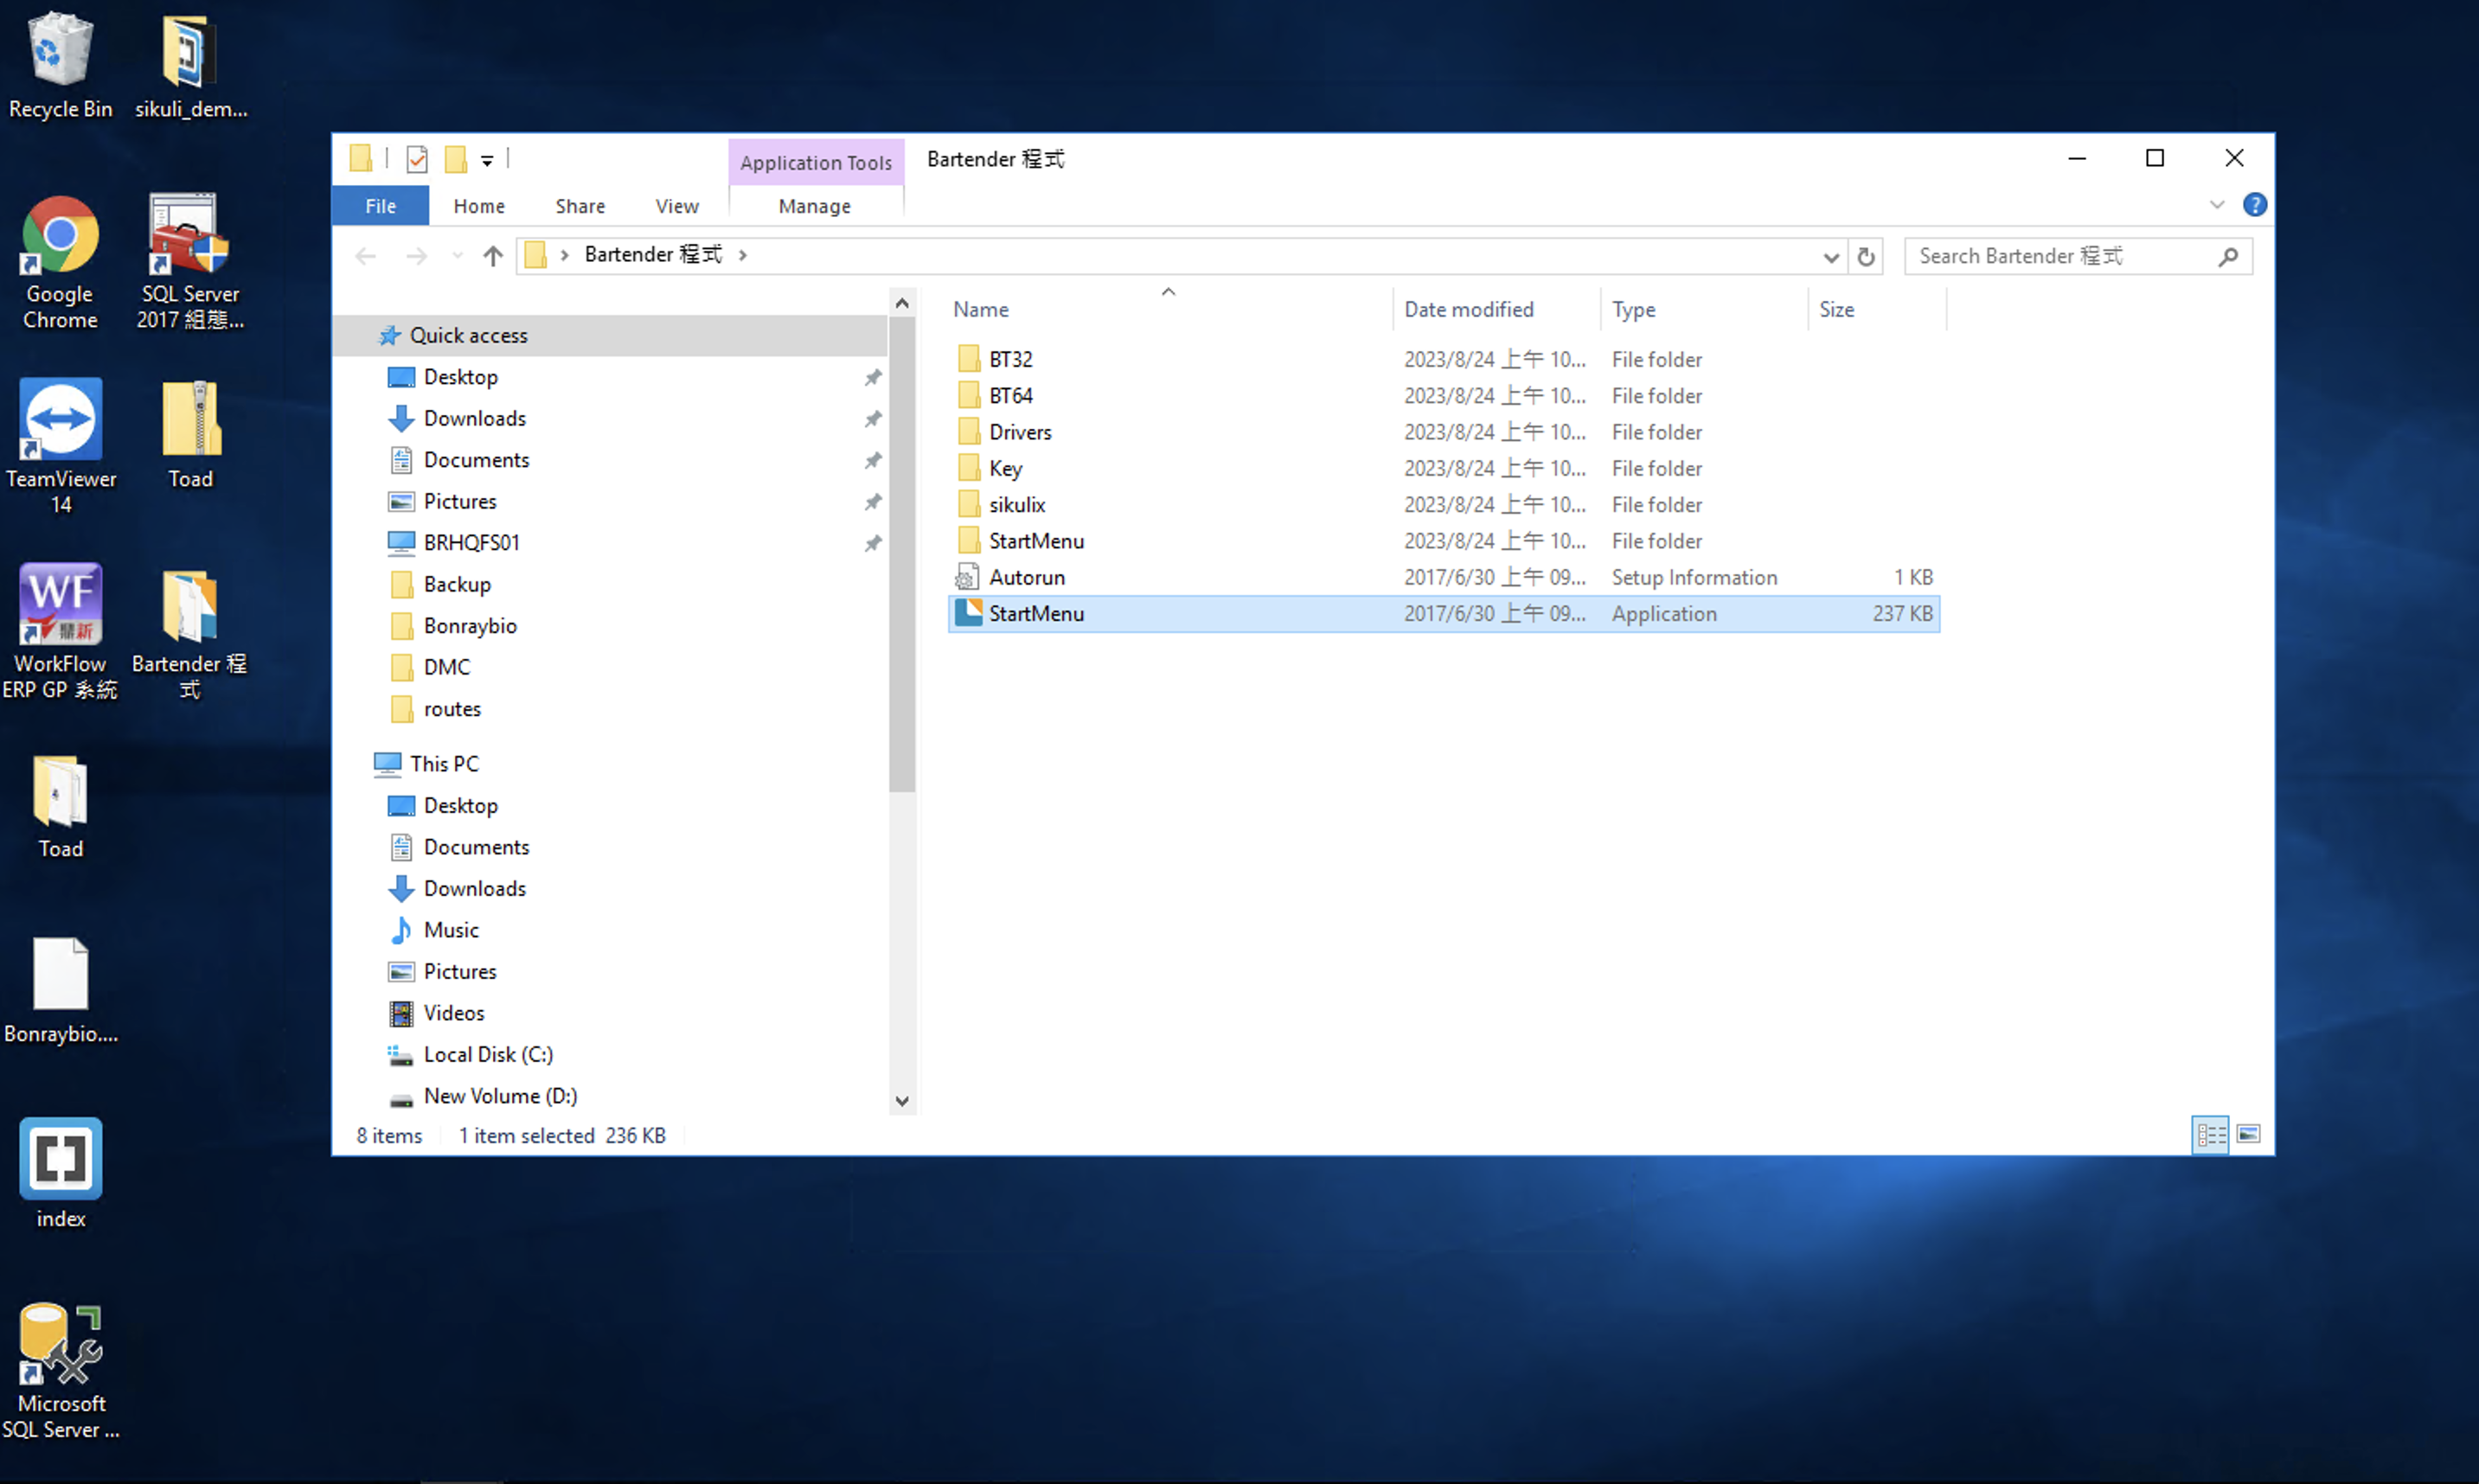 Recycle Bin
sikuli_dem...
Google
Chrome
SQL Server
2017 組態...
TeamViewer
14
Toad
WF
鼎新
WorkFlow
ERP GP 系統
Bartender 程
式
Toad
Bonraybio....
index
Microsoft
SQL Server ...
Application Tools
Bartender 程式
File
Home
Share
View
Manage
Bartender 程式
Search Bartender 程式
Quick access
Desktop
Downloads
Documents
Pictures
BRHQFS01
Backup
Bonraybio
DMC
routes
This PC
Desktop
Documents
Downloads
Music
Pictures
Videos
Local Disk (C:)
New Volume (D:)
Name Date modified Type Size
BT32 2023/8/24 上午 10... File folder
BT64 2023/8/24 上午 10... File folder
Drivers 2023/8/24 上午 10... File folder
Key 2023/8/24 上午 10... File folder
sikulix 2023/8/24 上午 10... File folder
StartMenu 2023/8/24 上午 10... File folder
Autorun 2017/6/30 上午 09... Setup Information 1 KB
StartMenu 2017/6/30 上午 09... Application 237 KB
8 items 1 item selected 236 KB